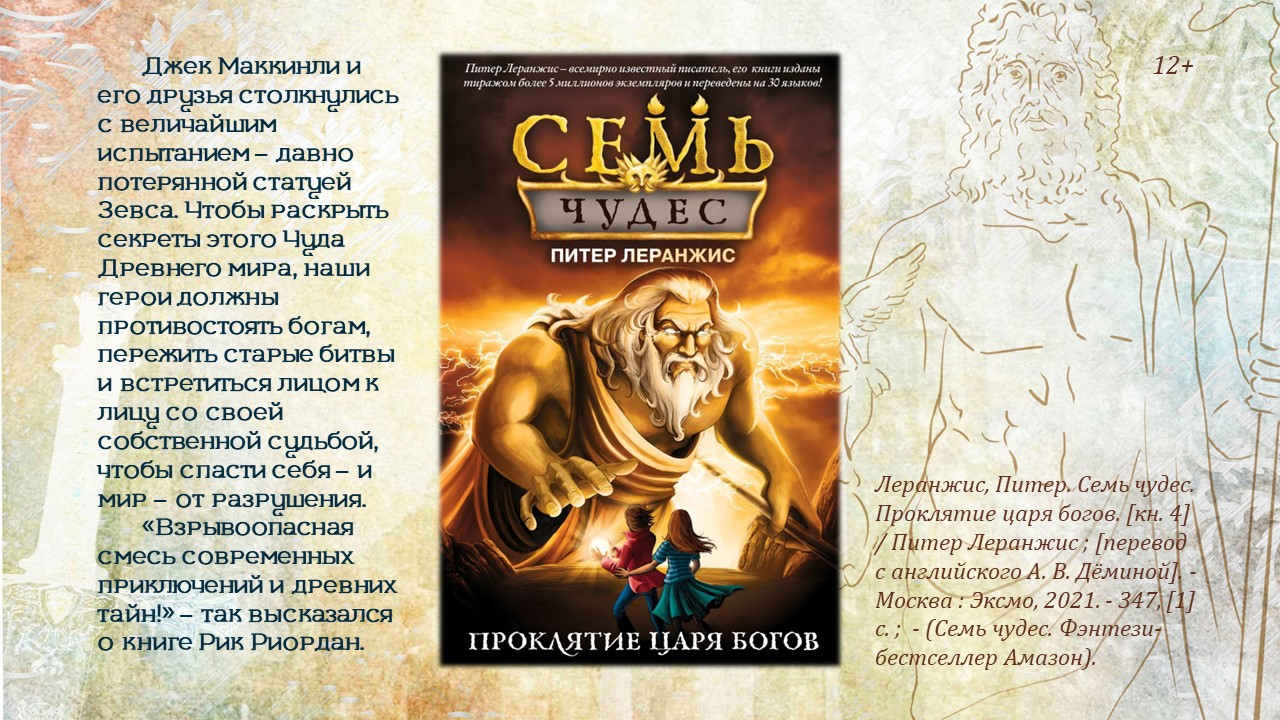 Джек Маккинли и
его друзья столкнулись
с величайшим
испытанием – давно
потерянной статуей
Зевса. Чтобы раскрыть
секреты этого Чуда
Древнего мира, наши
герои должны
противостоять богам,
пережить старые битвы
и встретиться лицом к
лицу со своей
собственной судьбой,
чтобы спасти себя – и
мир – от разрушения.
«Взрывоопасная
смесь современных
приключений и древних
тайн!» – так высказался
о книге Рик Риордан.
Питер Леранжис – всемирно известный писатель, его книги изданы
тиражом более 5 миллионов экземпляров и переведены на 30 языков!
СЕМЬ
ЧУДЕС
ПИТЕР ЛЕРАНЖИС
ПРОКЛЯТИЕ ЦАРЯ БОГОВ
12+
Леранжис, Питер. Семь чудес.
Проклятие царя богов. [кн. 4]
/ Питер Леранжис ; [перевод
с английского А. В. Дёминой]. -
Москва : Эксмо, 2021. - 347, [1]
с. ; - (Семь чудес. Фэнтези-
бестселлер Амазон).